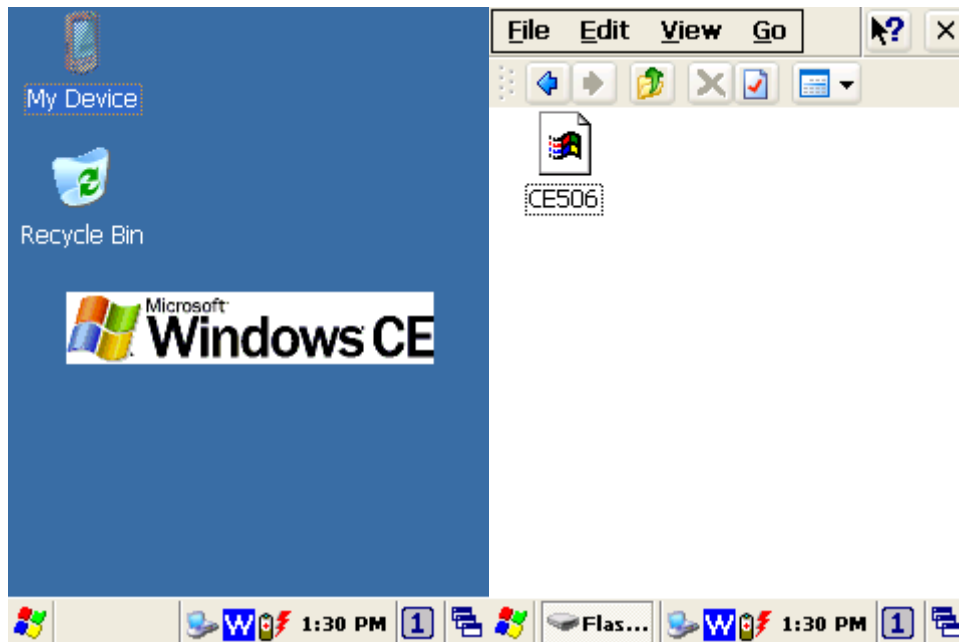 My Device
Recycle Bin
Microsoft
Windows CE
W 1:30 PM 1
File Edit View Go ?
CE506
Flas... W 1:30 PM 1